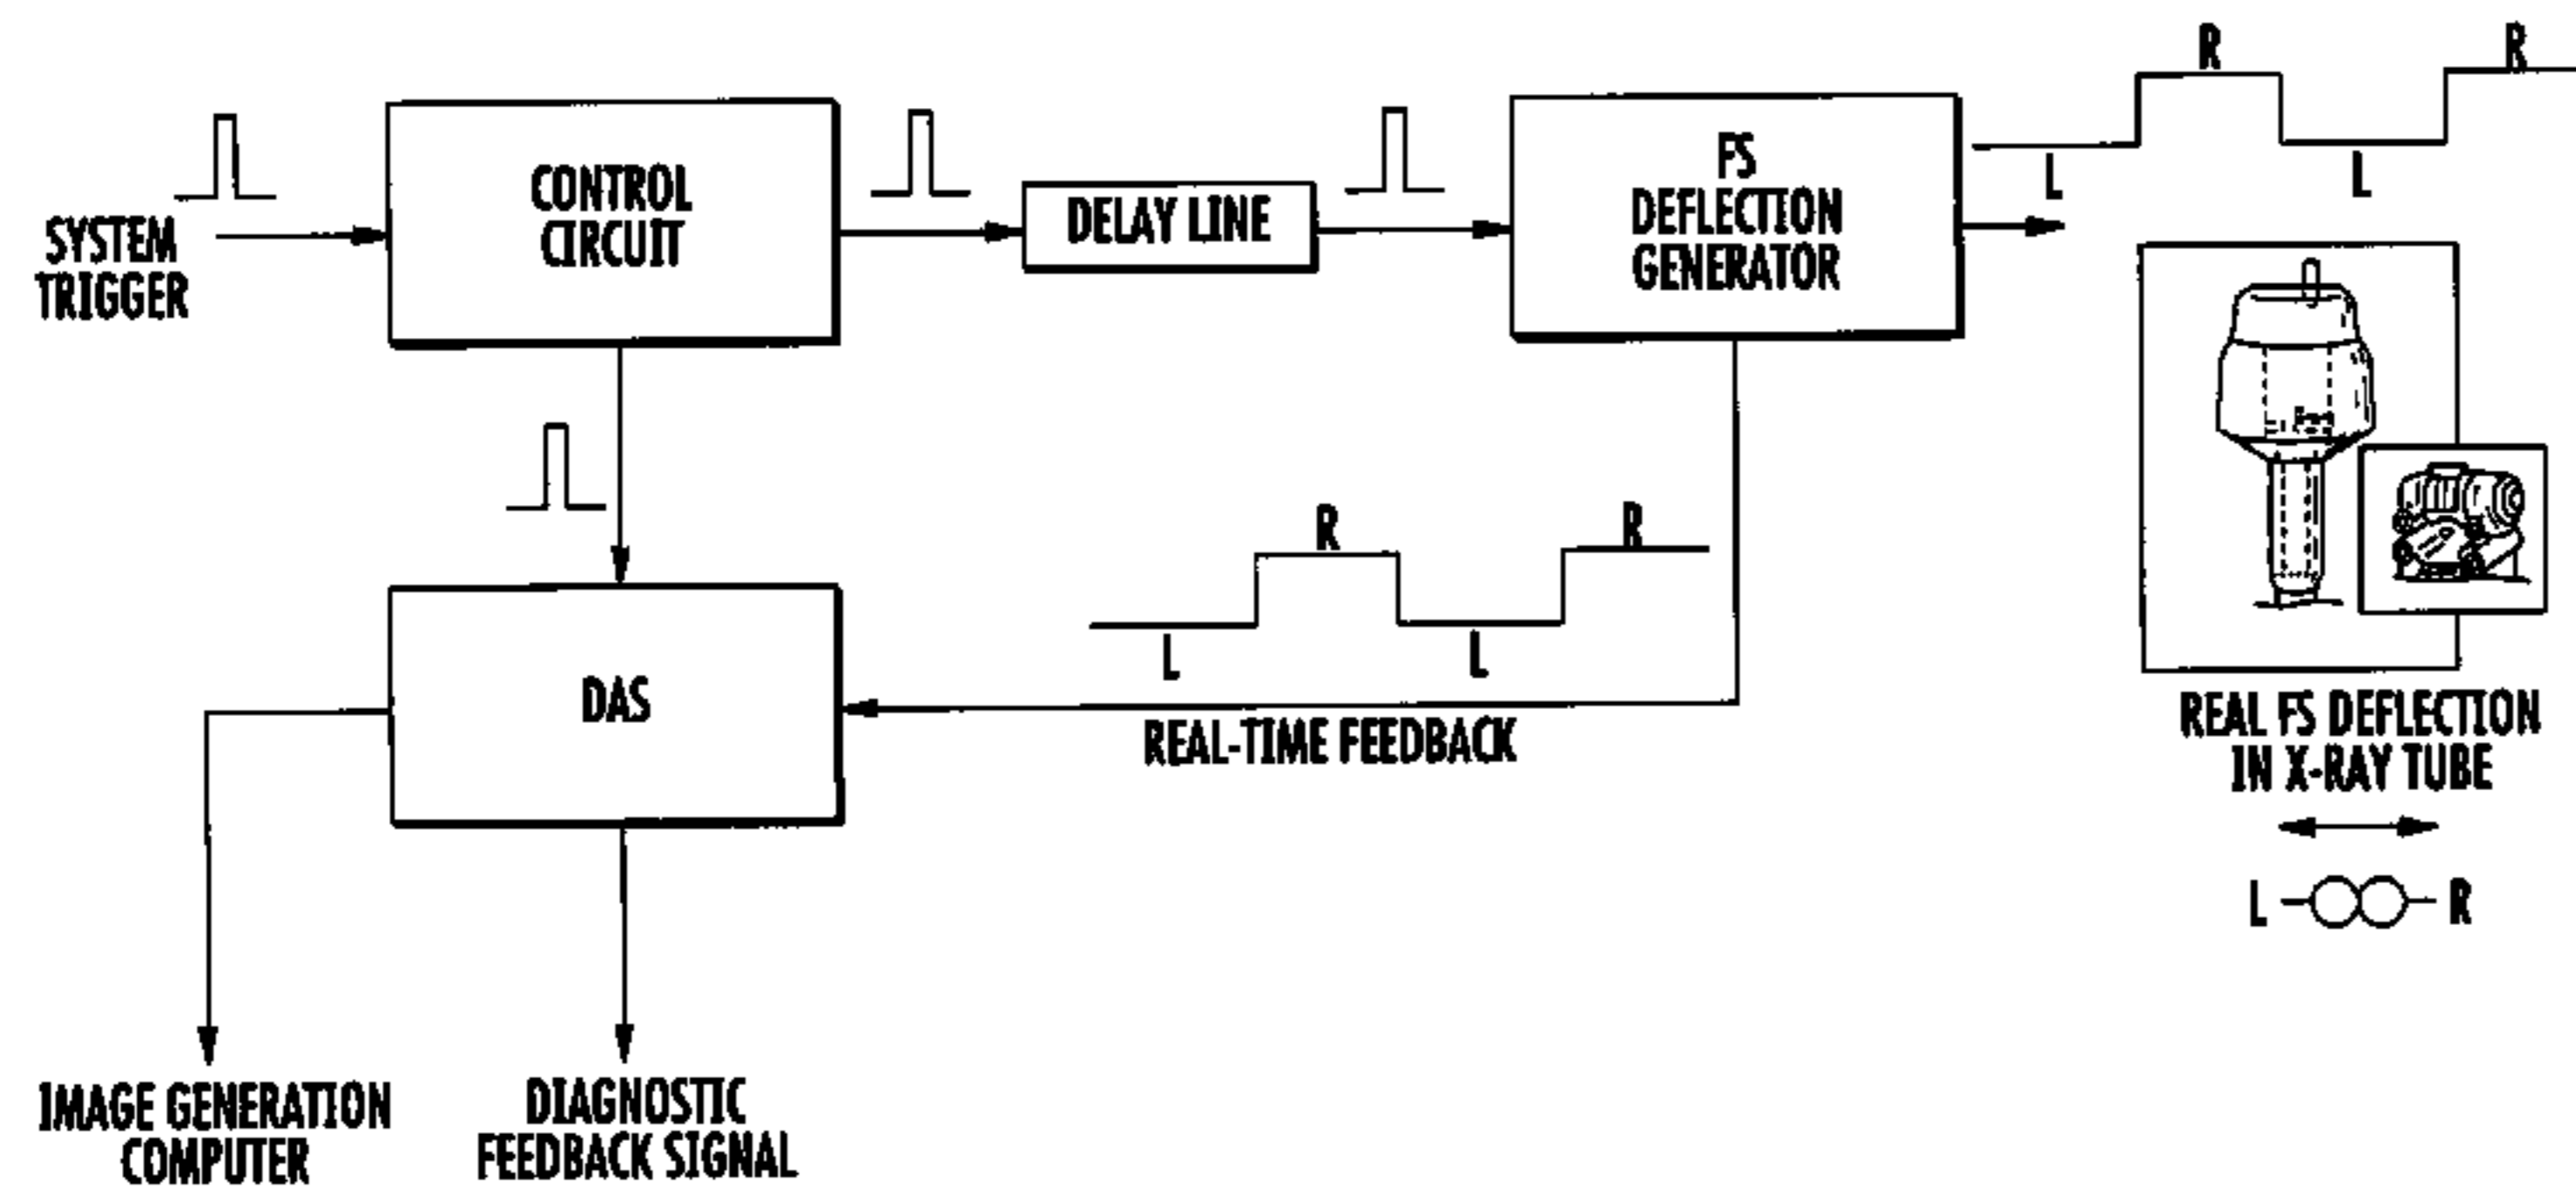 R
R
L
L
SYSTEM
TRIGGER
CONTROL
CIRCUIT
DELAY LINE
FS
DEFLECTION
GENERATOR
R
R
L
L
DAS
REAL-TIME FEEDBACK
REAL FS DEFLECTION
IN X-RAY TUBE
L
R
IMAGE GENERATION
COMPUTER
DIAGNOSTIC
FEEDBACK SIGNAL